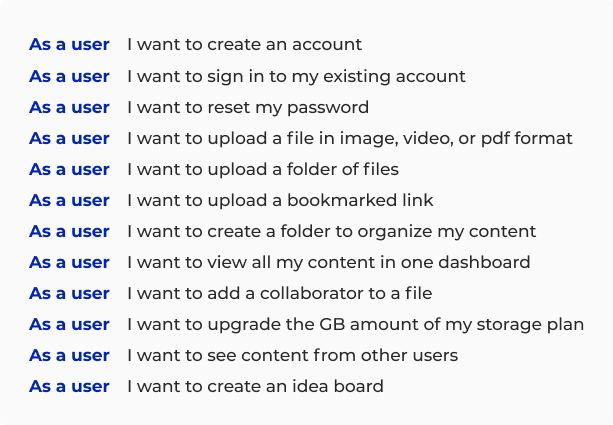 As a user I want to create an account
As a user I want to sign in to my existing account
As a user I want to reset my password
As a user I want to upload a file in image, video, or pdf format
As a user I want to upload a folder of files
As a user I want to upload a bookmarked link
As a user I want to create a folder to organize my content
As a user I want to view all my content in one dashboard
As a user I want to add a collaborator to a file
As a user I want to upgrade the GB amount of my storage plan
As a user I want to see content from other users
As a user I want to create an idea board